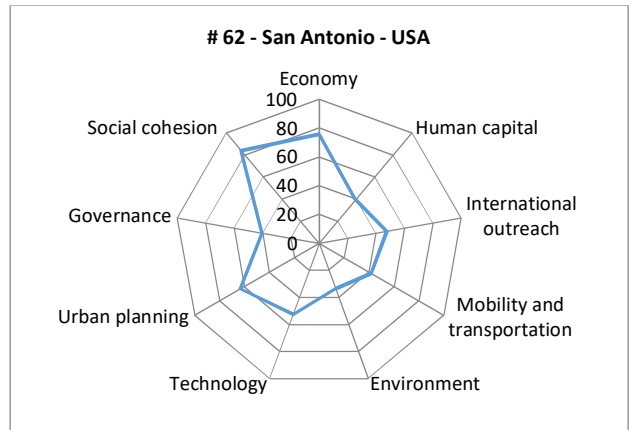 # 62 - San Antonio - USA
Economy
100
80
60
40
20
0
Human capital
International
outreach
Mobility and
transportation
Environment
Technology
Urban planning
Governance
Social cohesion